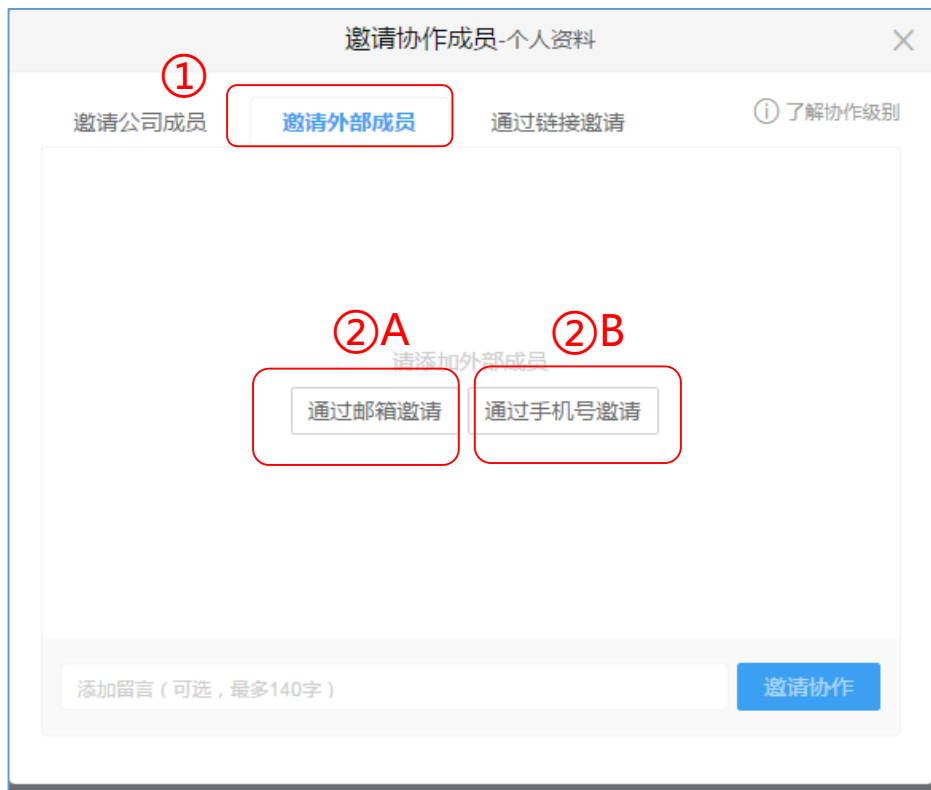 邀请协作成员-个人资料
①
邀请公司成员 邀请外部成员 通过链接邀请 了解协作级别
②A ②B
请添加外部成员
通过邮箱邀请 通过手机号邀请
添加留言（可选，最多140字） 邀请协作